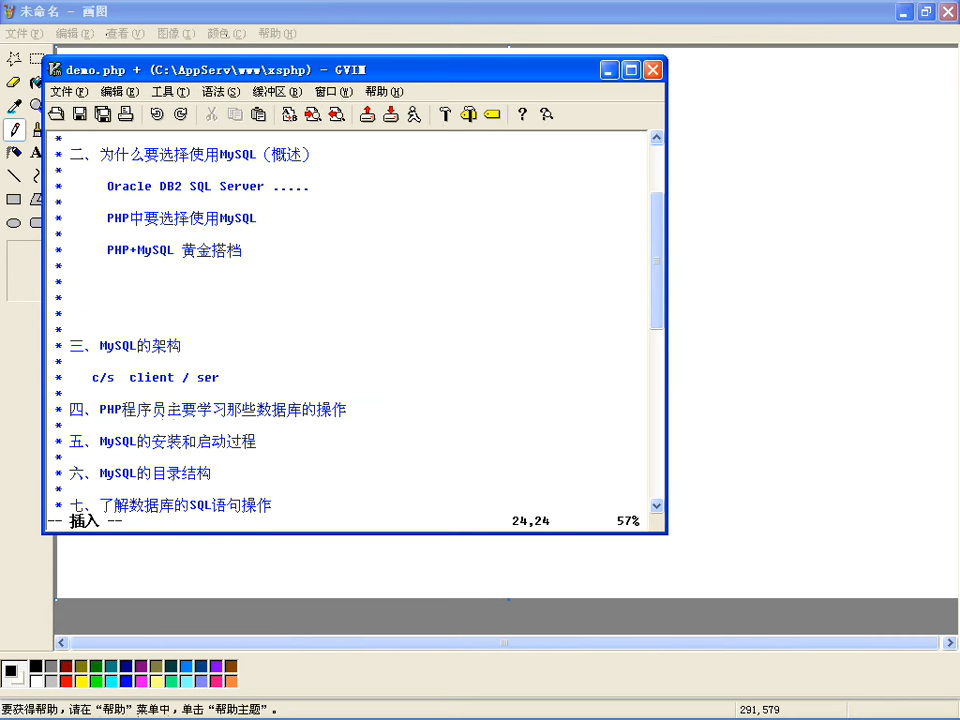 未命名 - 画图
文件(F) 编辑(E) 查看(V) 图像(I) 颜色(C) 帮助(H)
demo.php + (C:\AppServ\www\xsphp) - GVIM
文件(F) 编辑(E) 工具(T) 语法(S) 缓冲区(B) 窗口(W) 帮助(H)
*
* 二、为什么要选择使用MySQL（概述）
*
* Oracle DB2 SQL Server .....
*
* PHP中要选择使用MySQL
*
* PHP+MySQL 黄金搭档
*
*
*
*
*
* 三、MySQL的架构
*
* c/s client / ser
*
* 四、PHP程序员主要学习那些数据库的操作
*
* 五、MySQL的安装和启动过程
*
* 六、MySQL的目录结构
*
* 七、了解数据库的SQL语句操作
-- 插入 -- 24,24 57%
要获得帮助，请在“帮助”菜单中，单击“帮助主题”。 291,579